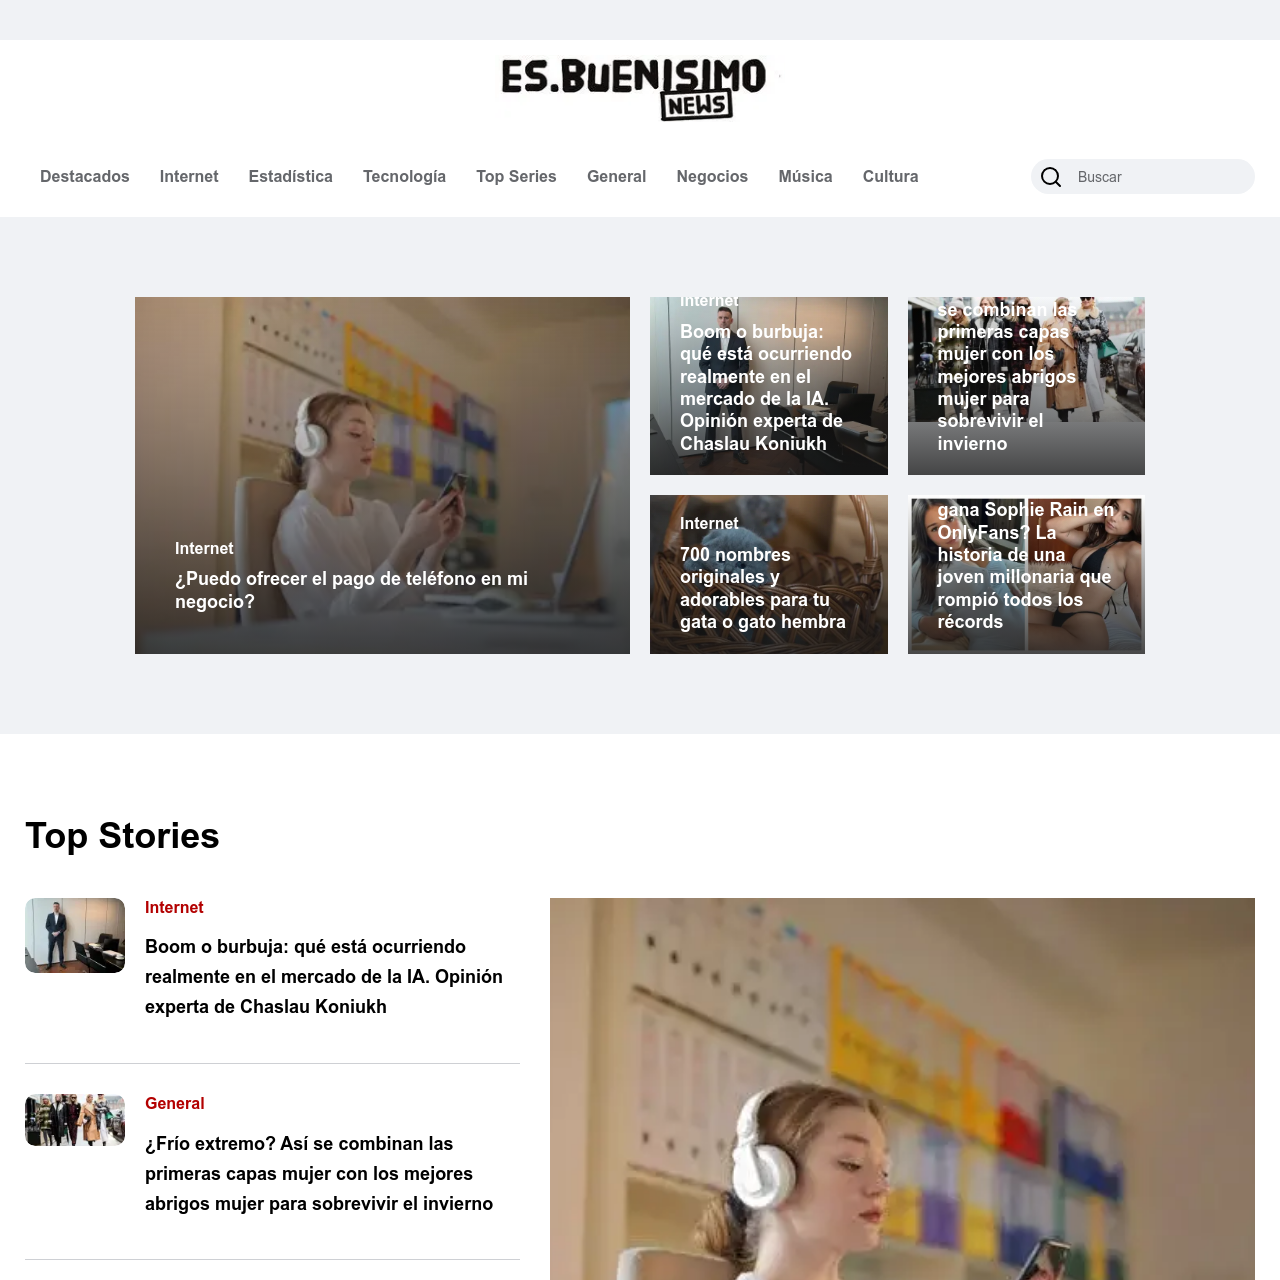 ES.BUENISIMO
NEWS
Destacados Internet Estadística Tecnología Top Series General Negocios Música Cultura Buscar
Internet
¿Puedo ofrecer el pago de teléfono en mi
negocio?
Internet
Boom o burbuja:
qué está ocurriendo
realmente en el
mercado de la IA.
Opinión experta de
Chaslau Koniukh
se combinan las
primeras capas
mujer con los
mejores abrigos
mujer para
sobrevivir el
invierno
Internet
700 nombres
originales y
adorables para tu
gata o gato hembra
gana Sophie Rain en
OnlyFans? La
historia de una
joven millonaria que
rompió todos los
récords
Top Stories
Internet
Boom o burbuja: qué está ocurriendo
realmente en el mercado de la IA. Opinión
experta de Chaslau Koniukh
General
¿Frío extremo? Así se combinan las
primeras capas mujer con los mejores
abrigos mujer para sobrevivir el invierno